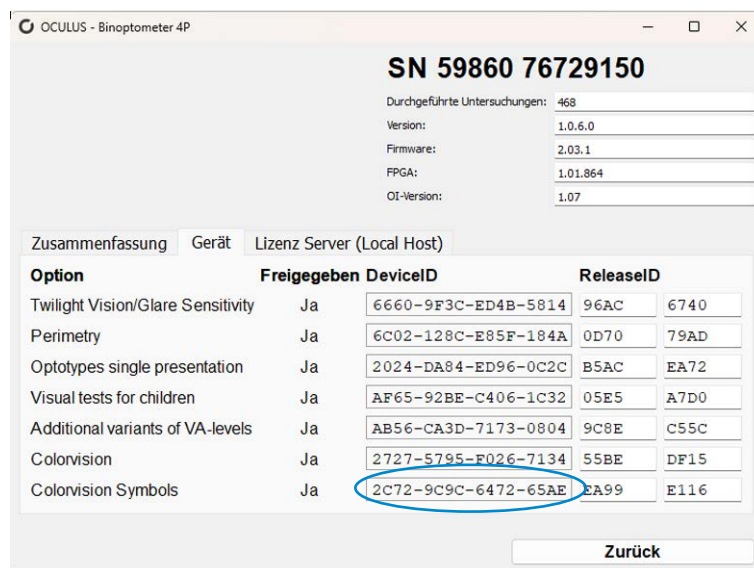 OCULUS - Binoptometer 4P
SN 59860 76729150
Durchgeführte Untersuchungen: 468
Version: 1.0.6.0
Firmware: 2.03.1
FPGA: 1.01.864
OI-Version: 1.07
Zusammenfassung Gerät Lizenz Server (Local Host)
Option Freigegeben DeviceID ReleaseID
Twilight Vision/Glare Sensitivity Ja 6660-9F3C-ED4B-5814 96AC 6740
Perimetry Ja 6C02-128C-E85F-184A 0D70 79AD
Optotypes single presentation Ja 2024-DA84-ED96-0C2C B5AC EA72
Visual tests for children Ja AF65-92BE-C406-1C32 05E5 A7D0
Additional variants of VA-levels Ja AB56-CA3D-7173-0804 9C8E C55C
Colorvision Ja 2727-5795-F026-7134 55BE DF15
Colorvision Symbols Ja 2C72-9C9C-6472-65AE EA99 E116
Zurück